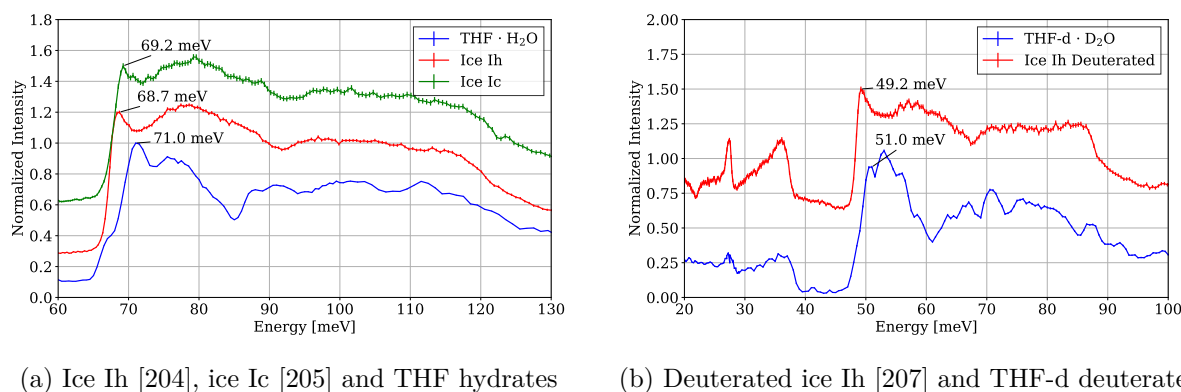 1.8
1.6
1.4
1.2
1.0
0.8
0.6
0.4
0.2
0.0
Normalized Intensity
60 70 80 90 100 110 120 130
Energy [meV]
69.2 meV
68.7 meV
71.0 meV
THF · H₂O
Ice Ih
Ice Ic
(a) Ice Ih [204], ice Ic [205] and THF hydrates
2.00
1.75
1.50
1.25
1.00
0.75
0.50
0.25
0.00
Normalized Intensity
20 30 40 50 60 70 80 90 100
Energy [meV]
49.2 meV
51.0 meV
THF-d · D₂O
Ice Ih Deuterated
(b) Deuterated ice Ih [207] and THF-d deuterate